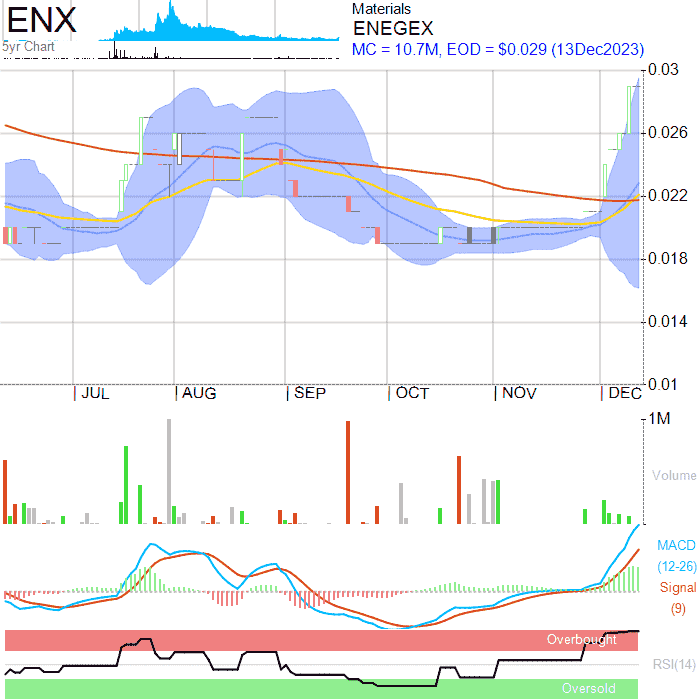 ENX
5yr Chart
Materials
ENEGEX
MC = 10.7M, EOD = $0.029 (13Dec2023)
0.03
0.026
0.022
0.018
0.014
0.01
JUL
AUG
SEP
OCT
NOV
DEC
1M
Volume
MACD
(12-26)
Signal
(9)
Overbought
RSI(14)
Oversold